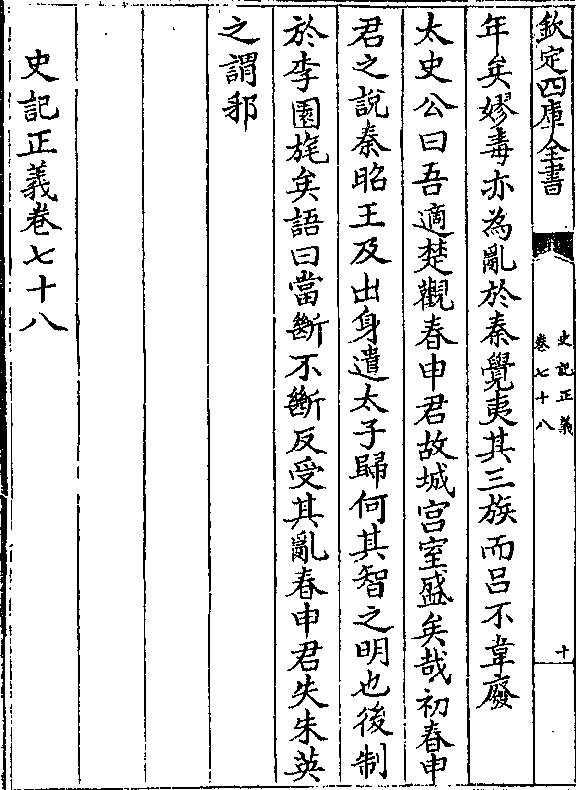 欽定四庫全書
史記正義
卷七十八
十
年矣嫪毐亦為亂於秦覺夷其三族而吕不韋廢
太史公曰吾適楚觀春申君故城宫室盛矣哉初春申
君之說秦昭王及出身遣太子歸何其智之明也後制
於李園旄矣語曰當斷不斷反受其亂春申君失朱英
之謂邪
史記正義卷七十八